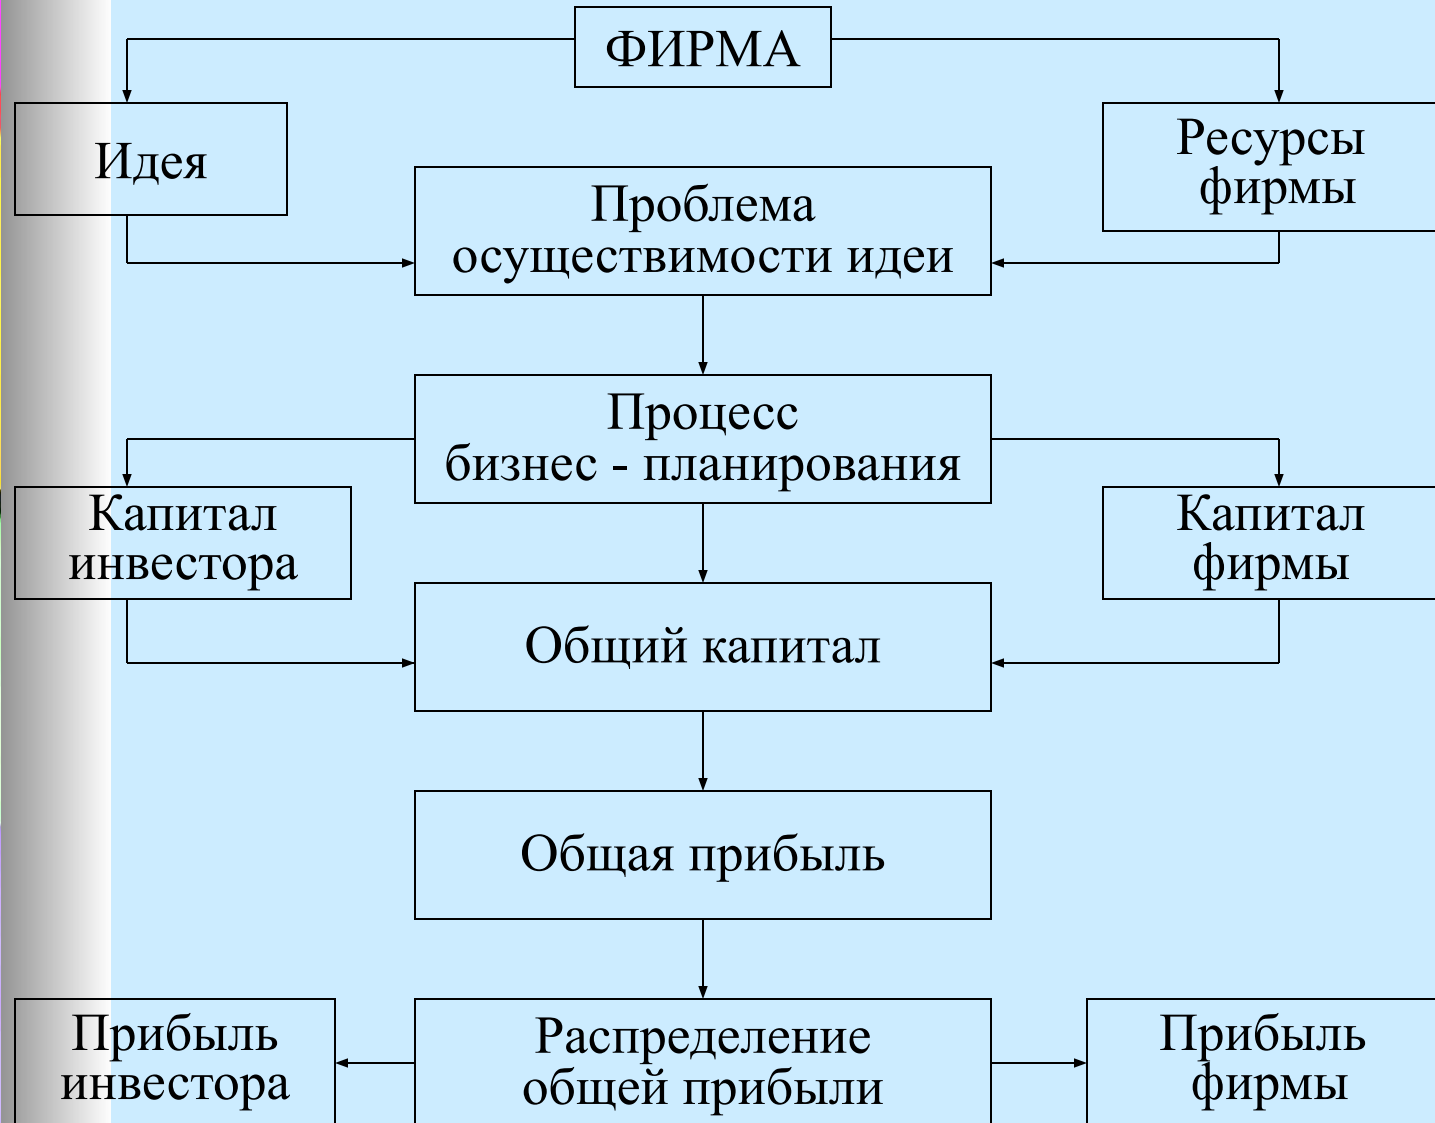 ФИРМА
Идея
Ресурсы
фирмы
Проблема
осуществимости идеи
Процесс
бизнес - планирования
Капитал
инвестора
Капитал
фирмы
Общий капитал
Общая прибыль
Прибыль
инвестора
Распределение
общей прибыли
Прибыль
фирмы